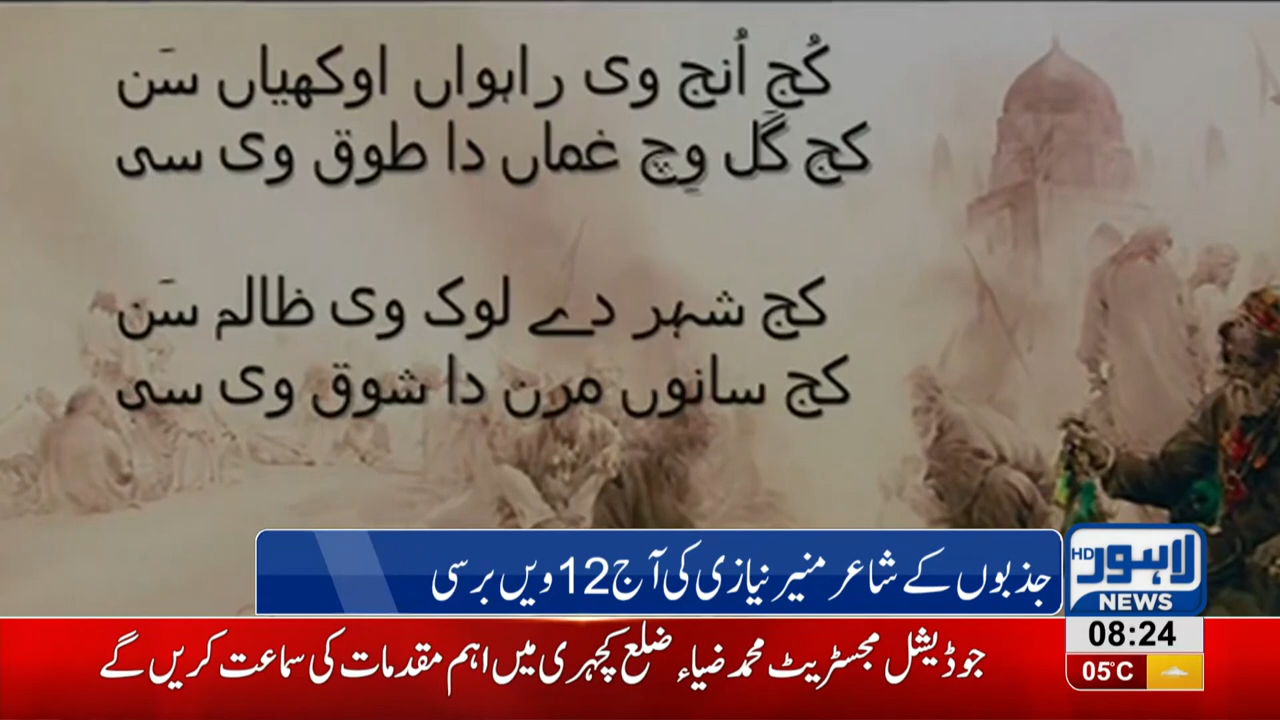 کُج اُنج وی راہواں اوکھیاں سَن
کج گَل وِچ غماں دا طوق وی سی
کج شہر دے لوک وی ظالم سَن
کج سانوں مرن دا شوق وی سی
جذبوں کے شاعر منیر نیازی کی آج 12 ویں برسی
HD لاہور
NEWS
08:24
05°C
جوڈیشل مجسٹریٹ محمد ضیاء ضلع کچہری میں اہم مقدمات کی سماعت کریں گے